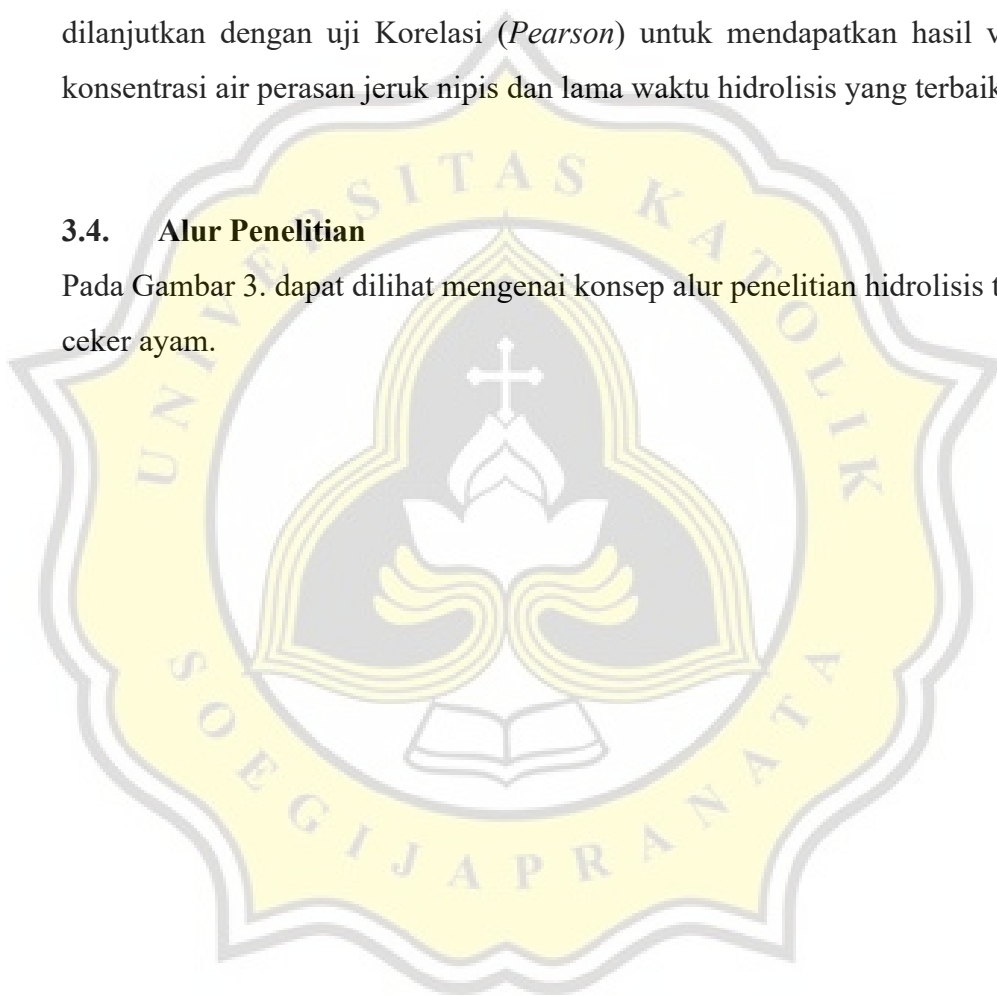 dilanjutkan dengan uji Korelasi (Pearson) untuk mendapatkan hasil
konsentrasi air perasan jeruk nipis dan lama waktu hidrolisis yang terbaik
UNIVERSITAS KATOLIK
3.4. Alur Penelitian
Pada Gambar 3. dapat dilihat mengenai konsep alur penelitian hidrolisis
ceker ayam.
SOEGIJAPRANATA